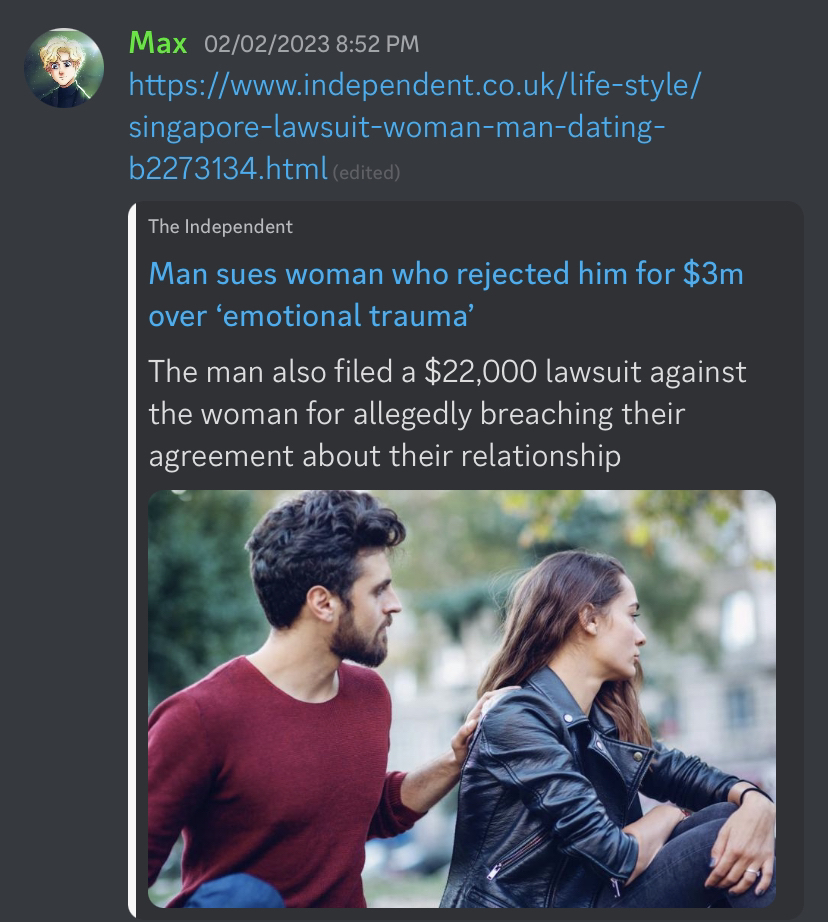 Max 02/02/2023 8:52 PM
https://www.independent.co.uk/life-style/
singapore-lawsuit-woman-man-dating-
b2273134.html (edited)
The Independent
Man sues woman who rejected him for $3m
over ‘emotional trauma’
The man also filed a $22,000 lawsuit against
the woman for allegedly breaching their
agreement about their relationship